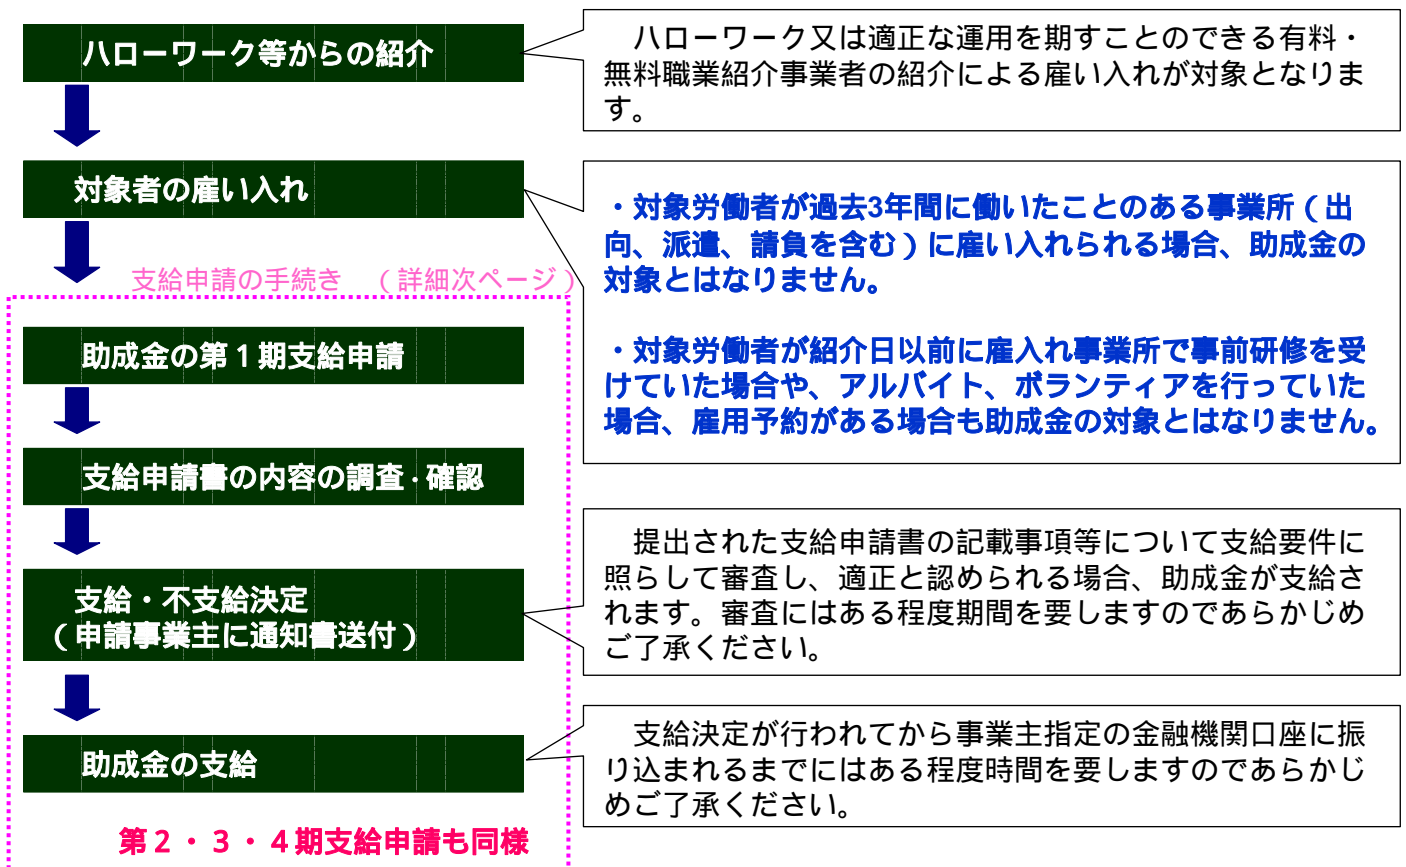 ハローワーク等からの紹介
　ハローワーク又は適正な運用を期すことのできる有料・
無料職業紹介事業者の紹介による雇い入れが対象となりま
す。
対象者の雇い入れ
・対象労働者が過去3年間に働いたことのある事業所（出
向、派遣、請負を含む）に雇い入れられる場合、助成金の
対象とはなりません。
・対象労働者が紹介日以前に雇入れ事業所で事前研修を受
けていた場合や、アルバイト、ボランティアを行っていた
場合、雇用予約がある場合も助成金の対象とはなりません。
支給申請の手続き　（詳細次ページ）
助成金の第１期支給申請
支給申請書の内容の調査・確認
支給・不支給決定
（申請事業主に通知書送付）
　提出された支給申請書の記載事項等について支給要件に
照らして審査し、適正と認められる場合、助成金が支給さ
れます。審査にはある程度期間を要しますのであらかじめ
ご了承ください。
助成金の支給
　支給決定が行われてから事業主指定の金融機関口座に振
り込まれるまでにはある程度時間を要しますのであらかじ
めご了承ください。
第２・３・４期支給申請も同様